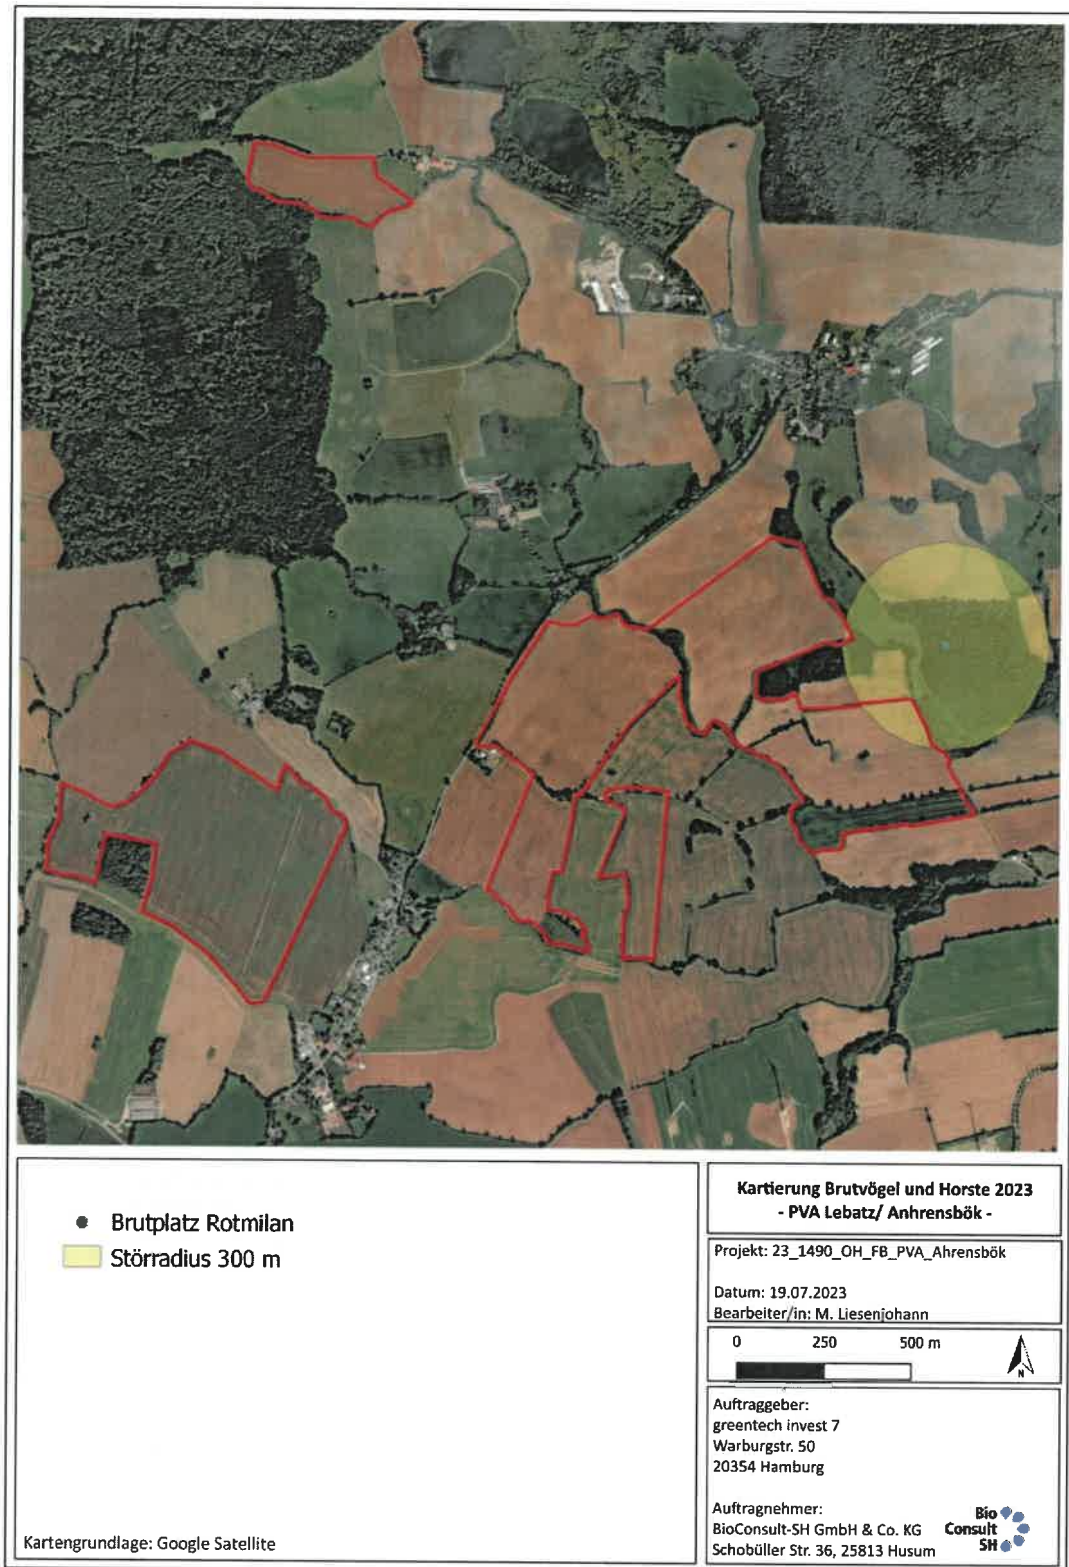 Brutplatz Rotmilan
Störradius 300 m
Kartengrundlage: Google Satellite
Kartierung Brutvögel und Horste 2023
- PVA Lebatz/ Anhrensbök -
Projekt: 23_1490_OH_FB_PVA_Ahrensbök
Datum: 19.07.2023
Bearbeiter/in: M. Liesenjohann
0 250 500 m
N
Auftraggeber:
greentech invest 7
Warburgstr. 50
20354 Hamburg
Auftragnehmer:
BioConsult-SH GmbH & Co. KG
Schobüller Str. 36, 25813 Husum
Bio
Consult
SH